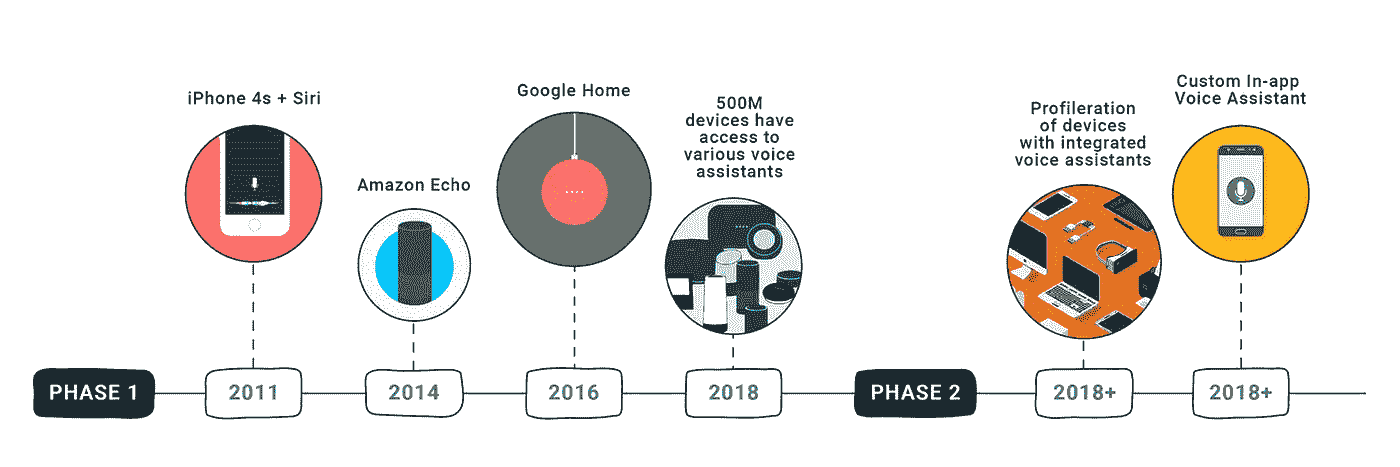 iPhone 4s + Siri
Amazon Echo
Google Home
500M
devices have
access to
various voice
assistants
Profileration
of devices
with integrated
voice assistants
Custom In-app
Voice Assistant
PHASE 1
2011
2014
2016
2018
PHASE 2
2018+
2018+